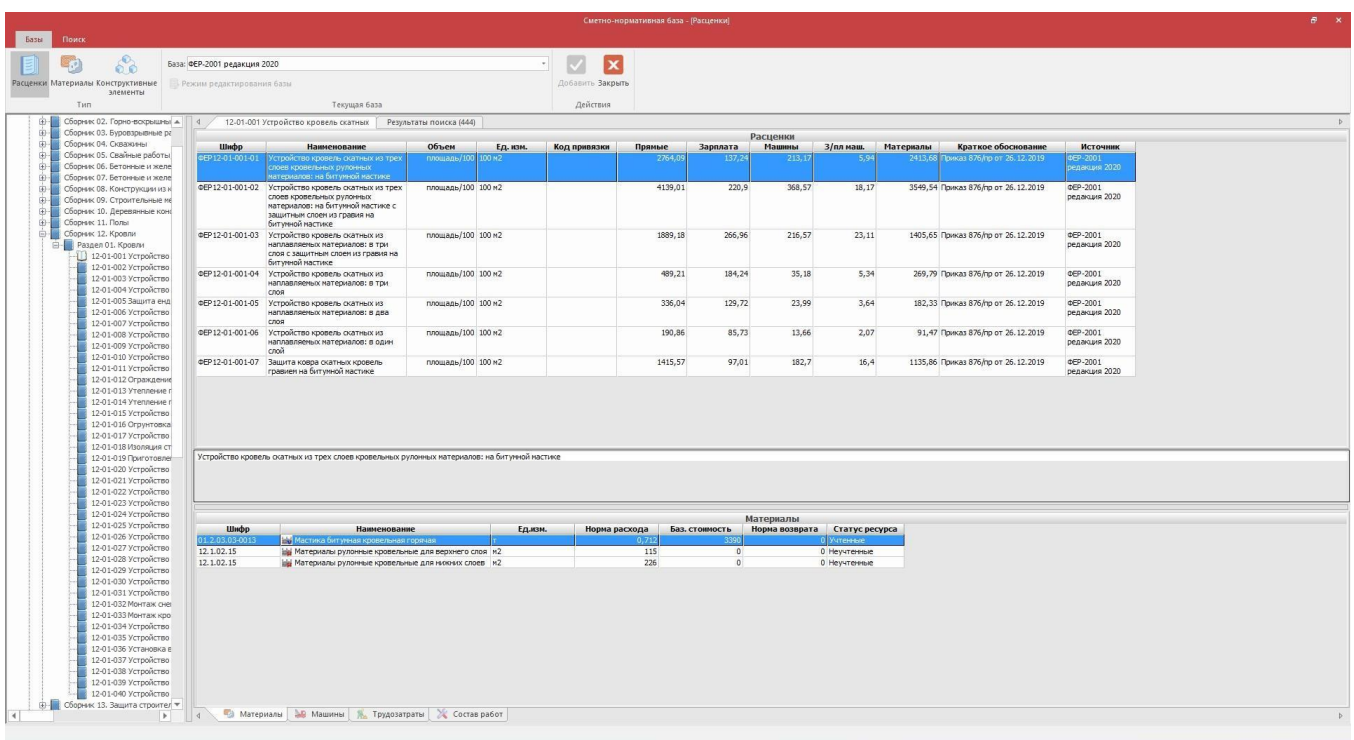 Сметно-нормативная база - [Расценки]
Базы Поиск
База: ФЕР-2001 редакция 2020
Режим редактирования базы
Расценки Материалы Конструктивные элементы
Добавить Закрыть
Тип Текущая база Действия
Сборник 02. Горно-вскрышны
Сборник 03. Буровзрывные ра
Сборник 04. Скважины
Сборник 05. Свайные работы
Сборник 06. Бетонные и желе
Сборник 07. Бетонные и желе
Сборник 08. Конструкции из к
Сборник 09. Строительные ме
Сборник 10. Деревянные конс
Сборник 11. Полы
Сборник 12. Кровли
Раздел 01. Кровли
12-01-001 Устройство
12-01-002 Устройство
12-01-003 Устройство
12-01-004 Устройство
12-01-005 Защита енд
12-01-006 Устройство
12-01-007 Устройство
12-01-008 Устройство
12-01-009 Устройство
12-01-010 Устройство
12-01-011 Устройство
12-01-012 Ограждение
12-01-013 Утепление п
12-01-014 Утепление п
12-01-015 Устройство
12-01-016 Огрунтовка
12-01-017 Устройство
12-01-018 Изоляция ст
12-01-019 Приготовле
12-01-020 Устройство
12-01-021 Устройство
12-01-022 Устройство
12-01-023 Устройство
12-01-024 Устройство
12-01-025 Устройство
12-01-026 Устройство
12-01-027 Устройство
12-01-028 Устройство
12-01-029 Устройство
12-01-030 Устройство
12-01-031 Устройство
12-01-032 Монтаж сне
12-01-033 Монтаж кро
12-01-034 Устройство
12-01-035 Устройство
12-01-036 Установка в
12-01-037 Устройство
12-01-038 Устройство
12-01-039 Устройство
12-01-040 Устройство
Сборник 13. Защита строител
12-01-001 Устройство кровель скатных Результаты поиска (444)
Расценки
Шифр Наименование Объем Ед. изм. Код привязки Прямые Зарплата Машины З/пл маш. Материалы Краткое обоснование Источник
ФЕР12-01-001-01 Устройство кровель скатных из трех площадь/100 100 м2 2764,09 137,24 213,17 5,94 2413,68 Приказ 876/пр от 26.12.2019 ФЕР-2001
слоев кровельных рулонных редакция 2020
материалов: на битумной мастике
ФЕР12-01-001-02 Устройство кровель скатных из трех площадь/100 100 м2 4139,01 220,9 368,57 18,17 3549,54 Приказ 876/пр от 26.12.2019 ФЕР-2001
слоев кровельных рулонных редакция 2020
материалов: на битумной мастике с
защитным слоем из гравия на
битумной мастике
ФЕР12-01-001-03 Устройство кровель скатных из площадь/100 100 м2 1889,18 266,96 216,57 23,11 1405,65 Приказ 876/пр от 26.12.2019 ФЕР-2001
наплавляемых материалов: в три редакция 2020
слоя с защитным слоем из гравия на
битумной мастике
ФЕР12-01-001-04 Устройство кровель скатных из площадь/100 100 м2 489,21 184,24 35,18 5,34 269,79 Приказ 876/пр от 26.12.2019 ФЕР-2001
наплавляемых материалов: в три редакция 2020
слоя
ФЕР12-01-001-05 Устройство кровель скатных из площадь/100 100 м2 336,04 129,72 23,99 3,64 182,33 Приказ 876/пр от 26.12.2019 ФЕР-2001
наплавляемых материалов: в два редакция 2020
слоя
ФЕР12-01-001-06 Устройство кровель скатных из площадь/100 100 м2 190,86 85,73 13,66 2,07 91,47 Приказ 876/пр от 26.12.2019 ФЕР-2001
наплавляемых материалов: в один редакция 2020
слой
ФЕР12-01-001-07 Защита ковра скатных кровель площадь/100 100 м2 1415,57 97,01 182,7 16,4 1135,86 Приказ 876/пр от 26.12.2019 ФЕР-2001
гравием на битумной мастике редакция 2020
Устройство кровель скатных из трех слоев кровельных рулонных материалов: на битумной мастике
Материалы
Шифр Наименование Ед.изм. Норма расхода Баз. стоимость Норма возврата Статус ресурса
01.2.03.03-0013 Мастика битумная кровельная горячая т 0,712 3390 0 Учтенные
12.1.02.15 Материалы рулонные кровельные для верхнего слоя м2 115 0 0 Неучтенные
12.1.02.15 Материалы рулонные кровельные для нижних слоев м2 226 0 0 Неучтенные
Материалы Машины Трудозатраты Состав работ